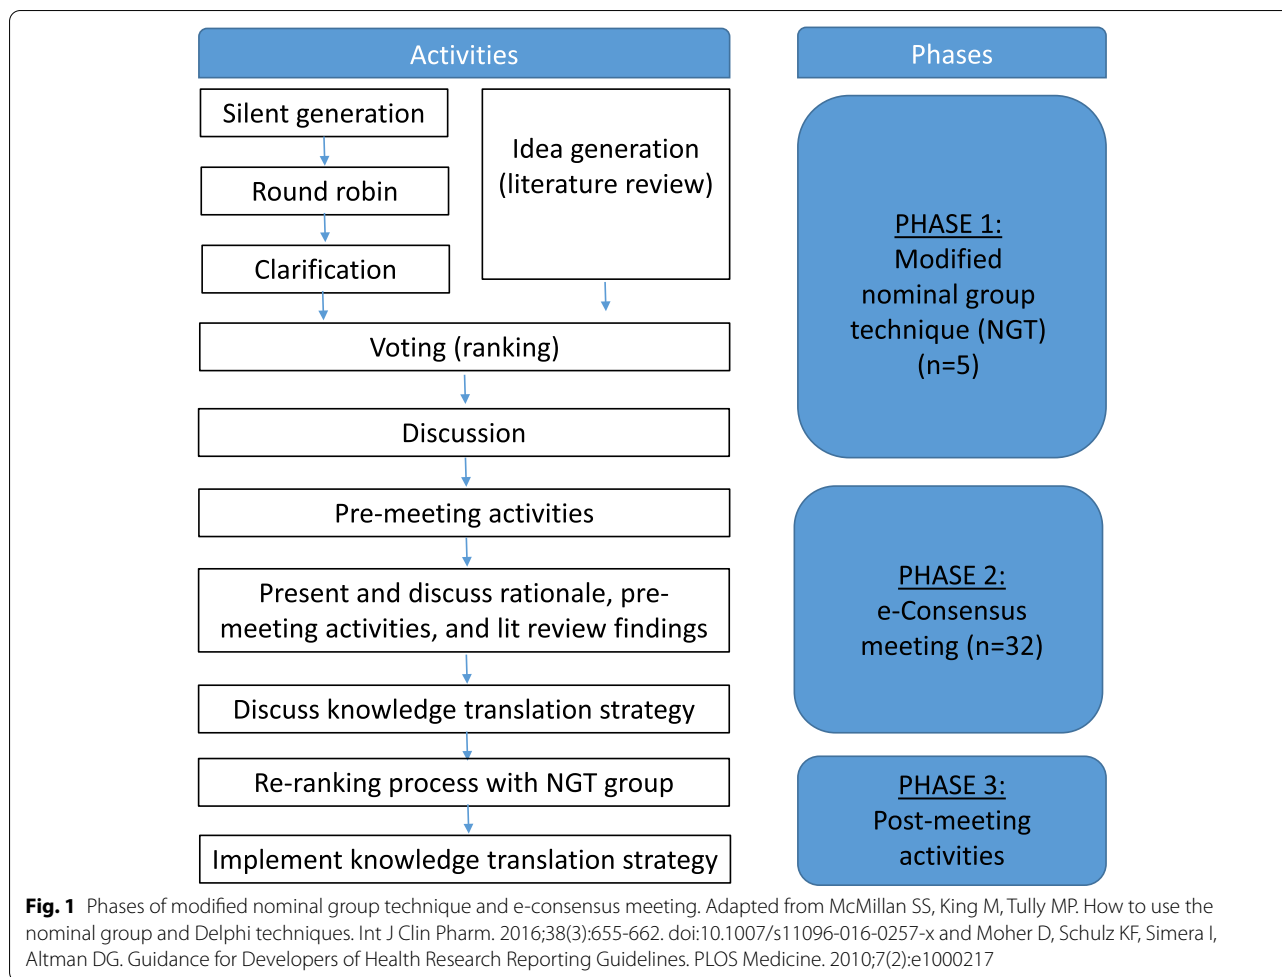 Activities
Phases
Silent generation
Round robin
Clarification
Idea generation
(literature review)
Voting (ranking)
Discussion
Pre-meeting activities
Present and discuss rationale, pre-
meeting activities, and lit review findings
Discuss knowledge translation strategy
Re-ranking process with NGT group
Implement knowledge translation strategy
PHASE 1:
Modified
nominal group
technique (NGT)
(n=5)
PHASE 2:
e-Consensus
meeting (n=32)
PHASE 3:
Post-meeting
activities
Fig. 1 Phases of modified nominal group technique and e-consensus meeting. Adapted from McMillan SS, King M, Tully MP. How to use the
nominal group and Delphi techniques. Int J Clin Pharm. 2016;38(3):655-662. doi:10.1007/s11096-016-0257-x and Moher D, Schulz KF, Simera I,
Altman DG. Guidance for Developers of Health Research Reporting Guidelines. PLOS Medicine. 2010;7(2):e1000217